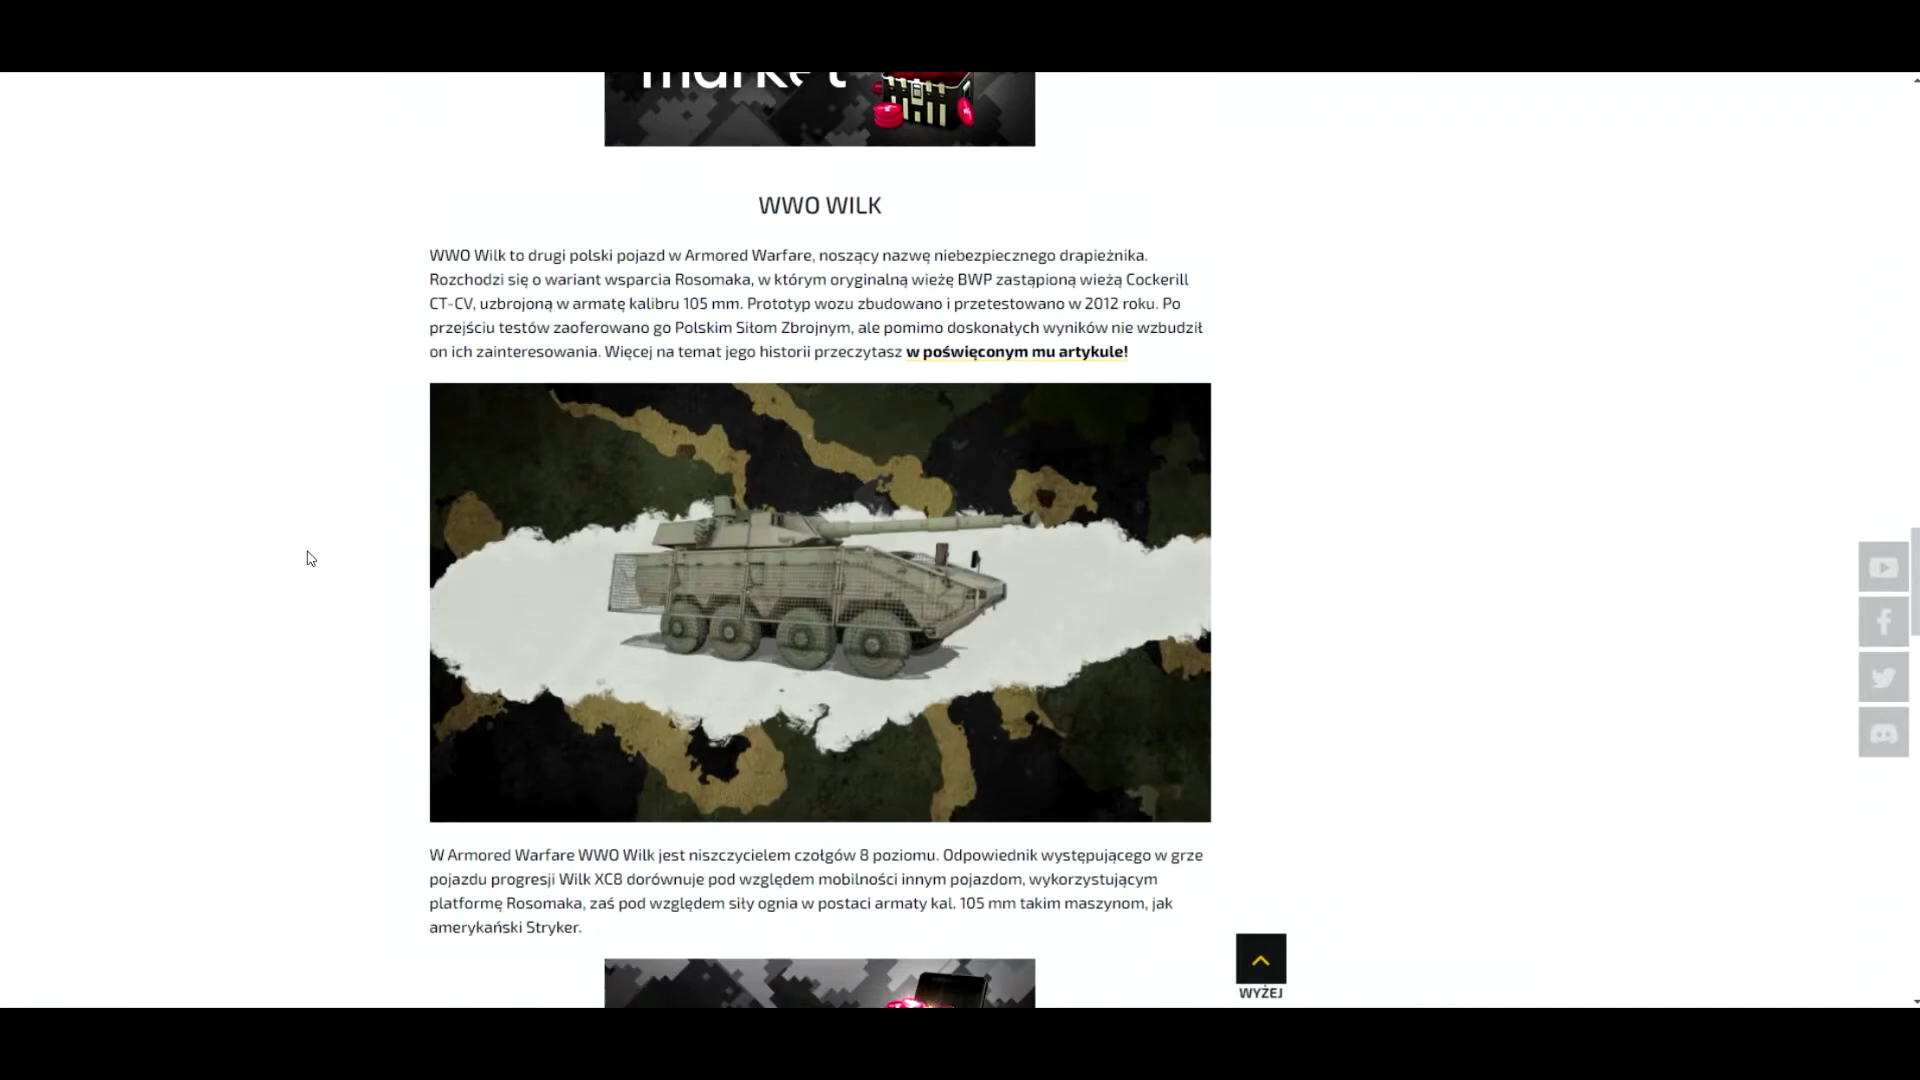 market
WWO WILK
WWO Wilk to drugi polski pojazd w Armored Warfare, noszący nazwę niebezpiecznego drapieżnika.
Rozchodzi się o wariant wsparcia Rosomaka, w którym oryginalną wieżę BWP zastąpioną wieżą Cockerill
CT-CV, uzbrojoną w armatę kalibru 105 mm. Prototyp wozu zbudowano i przetestowano w 2012 roku. Po
przejściu testów zaoferowano go Polskim Siłom Zbrojnym, ale pomimo doskonałych wyników nie wzbudził
on ich zainteresowania. Więcej na temat jego historii przeczytasz w poświęconym mu artykule!
W Armored Warfare WWO Wilk jest niszczycielem czołgów 8 poziomu. Odpowiednik występującego w grze
pojazdu progresji Wilk XC8 dorównuje pod względem mobilności innym pojazdom, wykorzystującym
platformę Rosomaka, zaś pod względem siły ognia w postaci armaty kal. 105 mm takim maszynom, jak
amerykański Stryker.
WYŻEJ